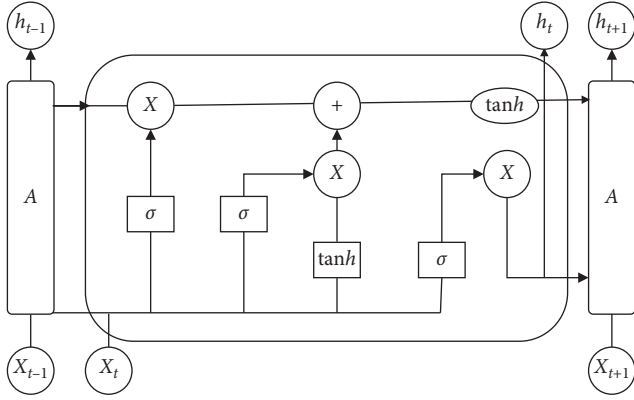 h_{t–1}
h_t
h_{t+1}
X
+
tanh
A
X
X
A
σ
σ
tanh
σ
X_{t–1}
X_t
X_{t+1}